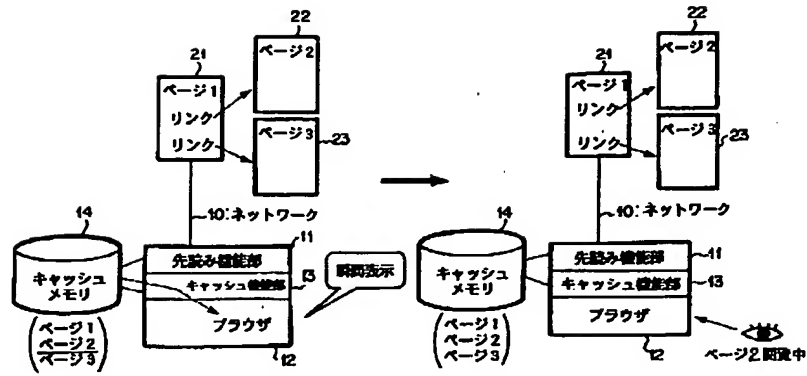 22
21
ページ2
ページ1
リンク
リンク
ページ3
23
10:ネットワーク
14
11
キャッシュ
メモリ
先読み機能部
キャッシュ機能部
13
瞬間表示
ブラウザ
ページ1
ページ2
ページ3
12
22
21
ページ2
ページ1
リンク
リンク
ページ3
23
10:ネットワーク
14
キャッシュ
メモリ
先読み機能部
11
キャッシュ機能部
13
ブラウザ
ページ1
ページ2
ページ3
12
ページ2閲覧中